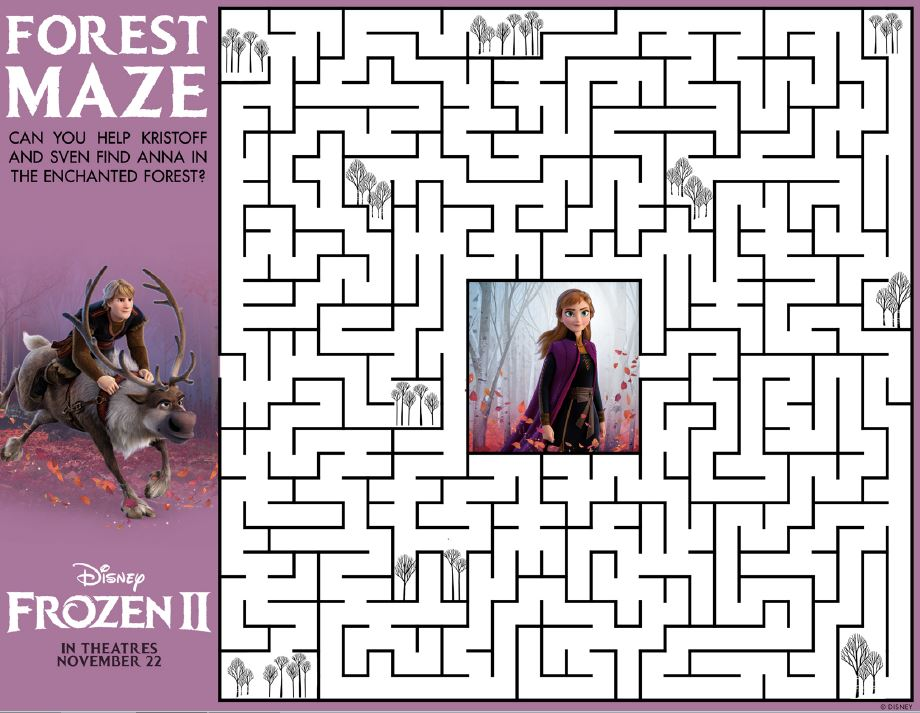 FOREST
MAZE
CAN YOU HELP KRISTOFF
AND SVEN FIND ANNA IN
THE ENCHANTED FOREST?
Disney
FROZEN II
IN THEATRES
NOVEMBER 22
© DISNEY